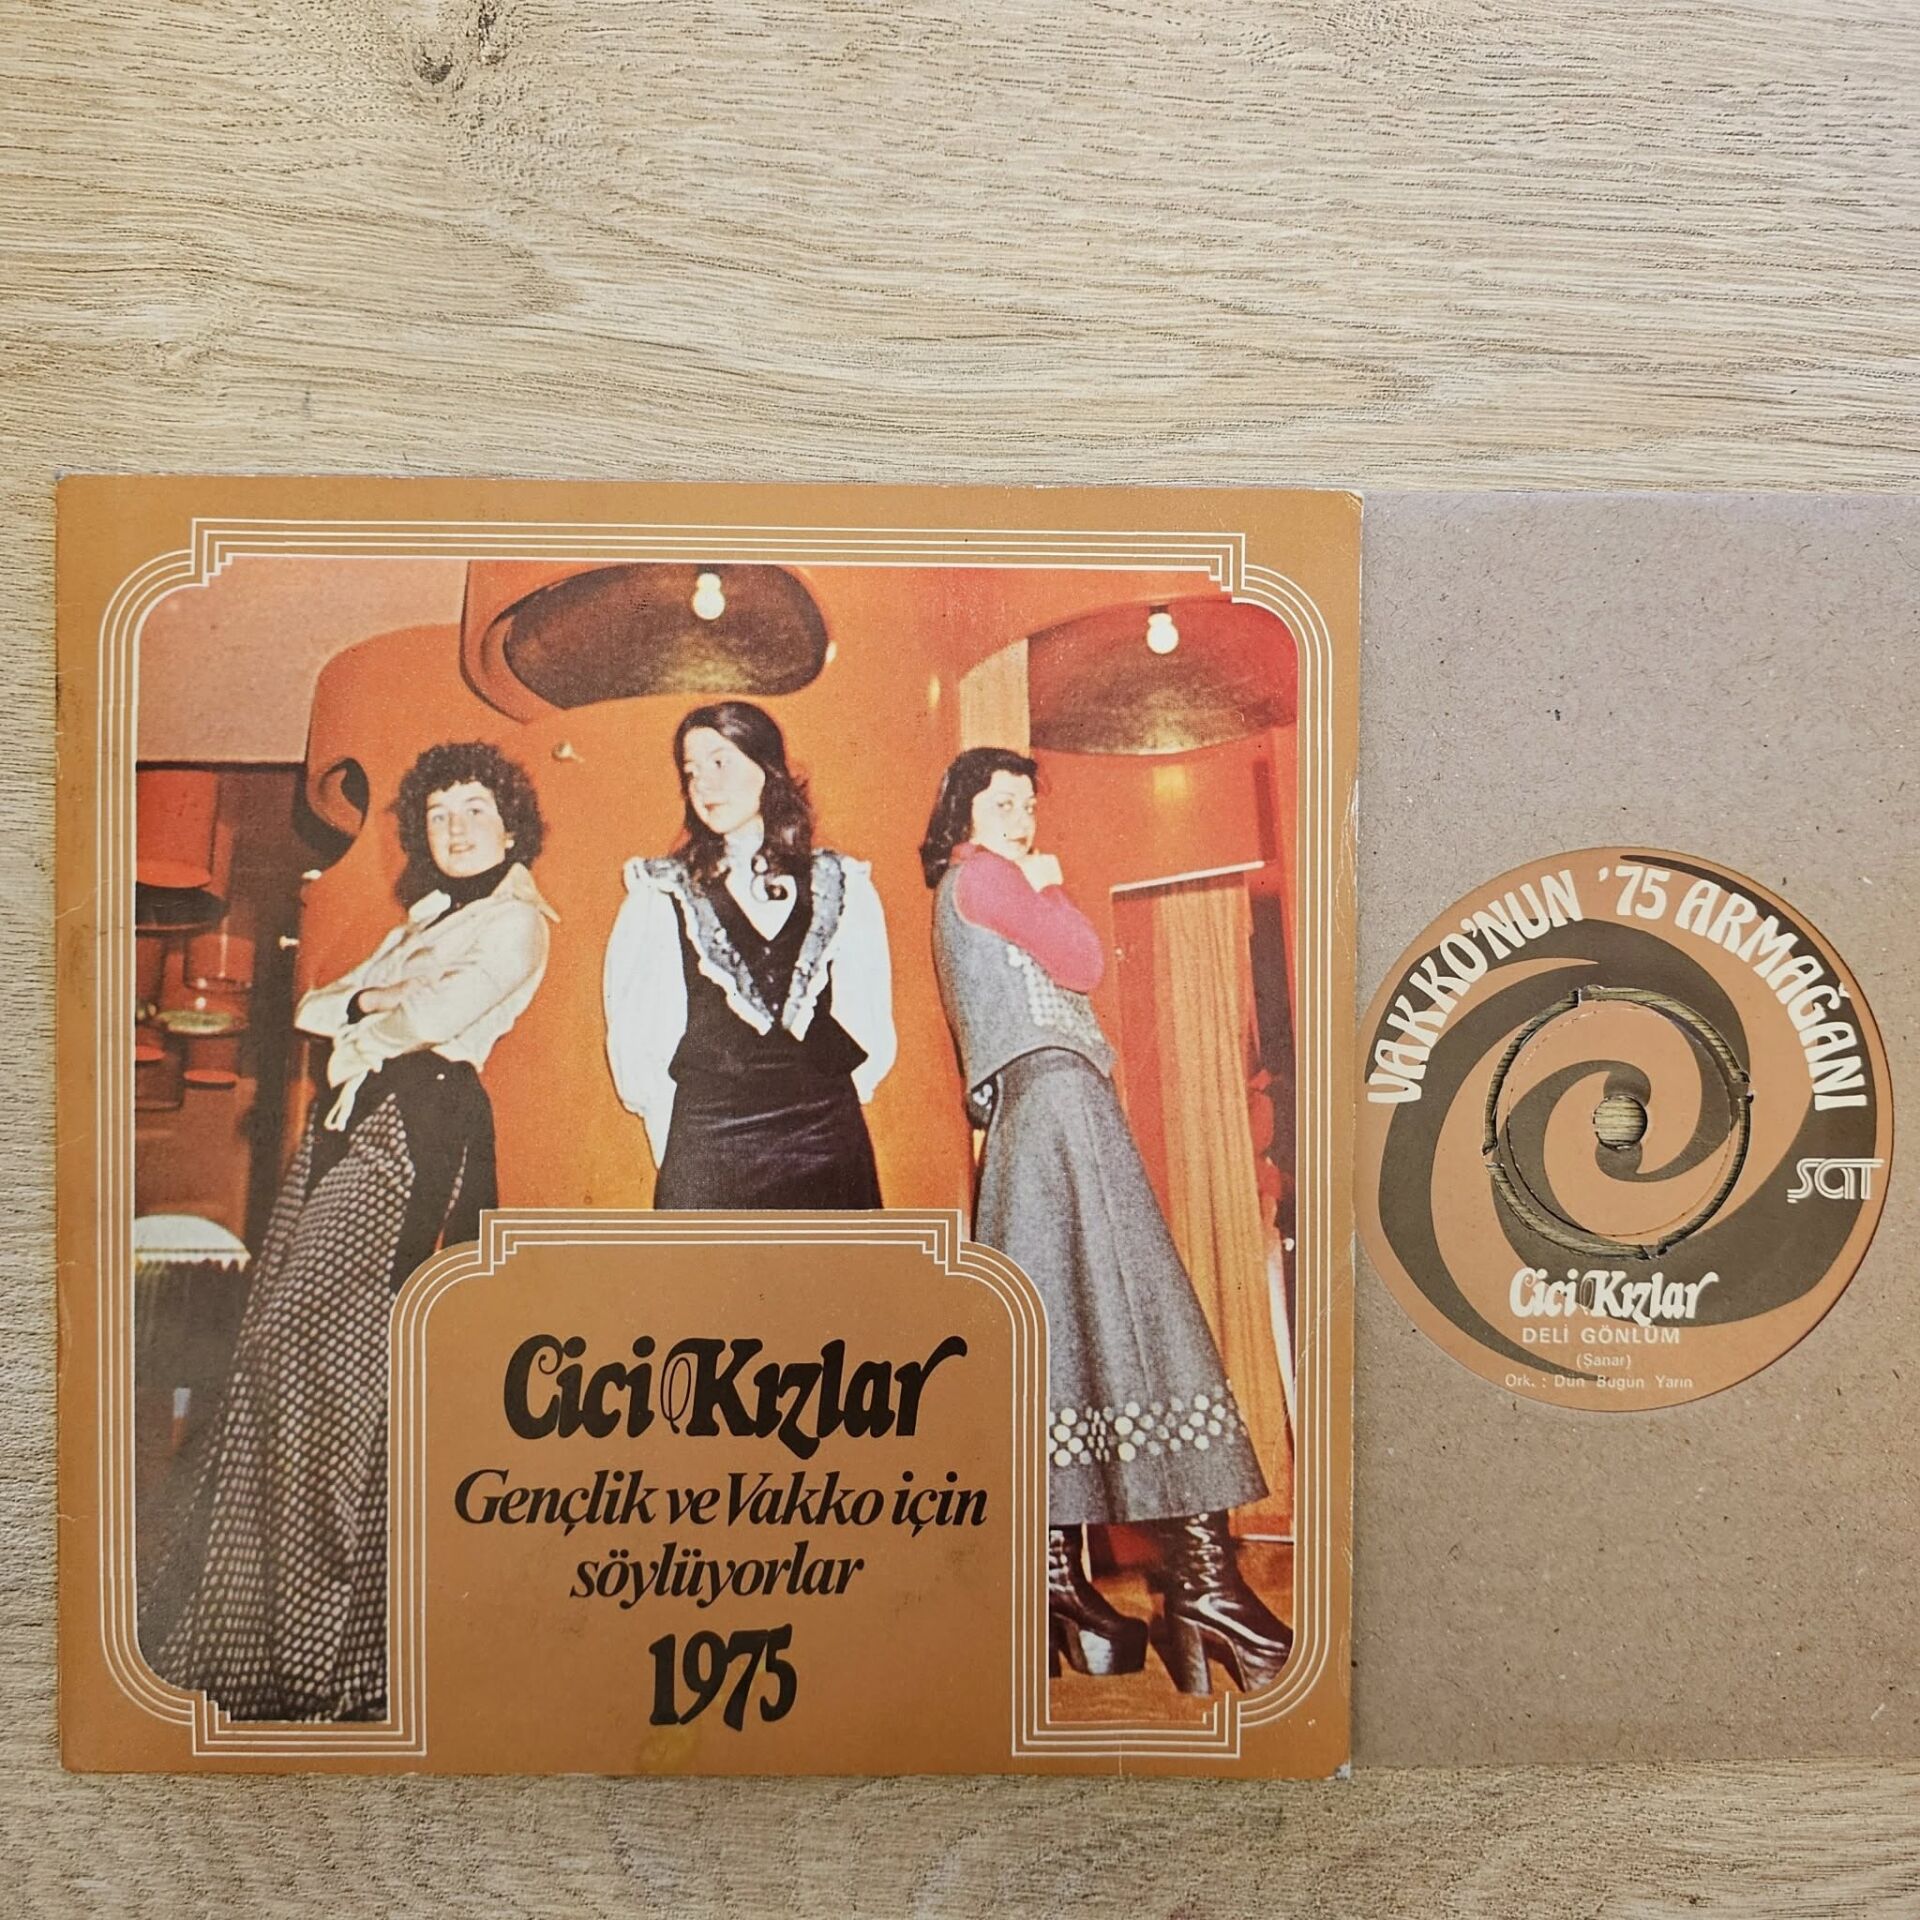 Cici Kızlar
Gençlik ve Vakko için
söylüyorlar
1975
VAKKO'NUN '75 ARMAĞANI
ŞAT
Cici Kızlar
DELİ GÖNLÜM
(Şanar)
Ork. : Dün Bugün Yarın